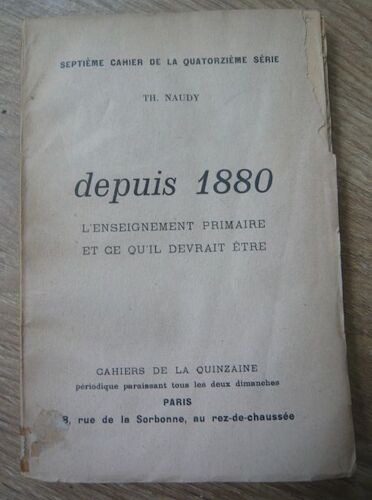 SEPTIÈME CAHIER DE LA QUATORZIÈME SÉRIE
TH. NAUDY
depuis 1880
L'ENSEIGNEMENT PRIMAIRE
ET CE QU'IL DEVRAIT ÊTRE
CAHIERS DE LA QUINZAINE
périodique paraissant tous les deux dimanches
PARIS
8, rue de la Sorbonne, au rez-de-chaussée